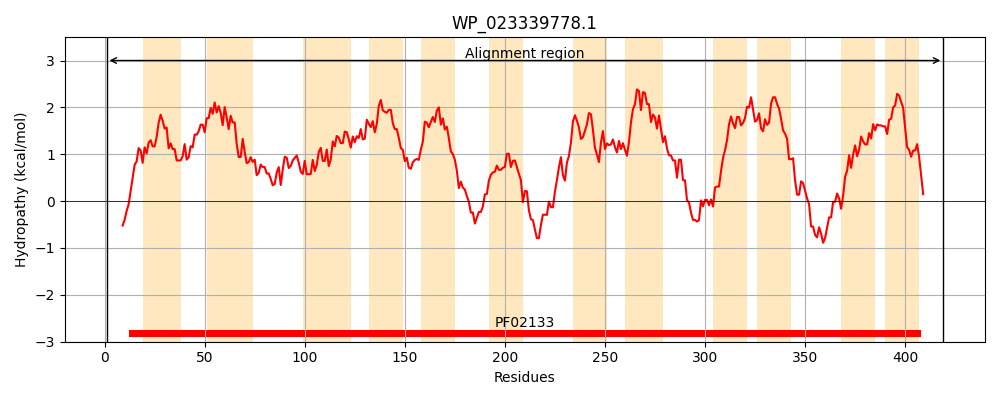 WP_023339778.1
Alignment region
3
2
1
0
−1
−2
−3
Hydropathy (kcal/mol)
PF02133
0 50 100 150 200 250 300 350 400
Residues